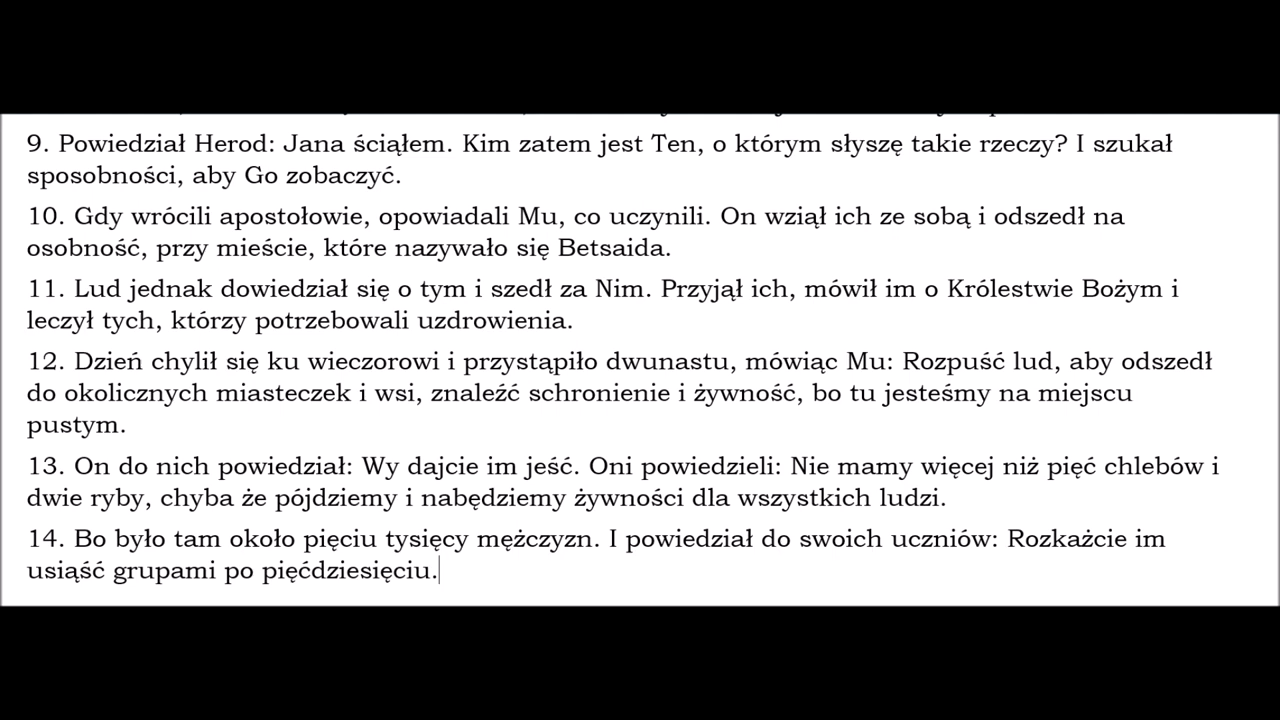 9. Powiedział Herod: Jana ściąłem. Kim zatem jest Ten, o którym słyszę takie rzeczy? I szukał
sposobności, aby Go zobaczyć.
10. Gdy wrócili apostołowie, opowiadali Mu, co uczynili. On wziął ich ze sobą i odszedł na
osobność, przy mieście, które nazywało się Betsaida.
11. Lud jednak dowiedział się o tym i szedł za Nim. Przyjął ich, mówił im o Królestwie Bożym i
leczył tych, którzy potrzebowali uzdrowienia.
12. Dzień chylił się ku wieczorowi i przystąpiło dwunastu, mówiąc Mu: Rozpuść lud, aby odszedł
do okolicznych miasteczek i wsi, znaleźć schronienie i żywność, bo tu jesteśmy na miejscu
pustym.
13. On do nich powiedział: Wy dajcie im jeść. Oni powiedzieli: Nie mamy więcej niż pięć chlebów i
dwie ryby, chyba że pójdziemy i nabędziemy żywności dla wszystkich ludzi.
14. Bo było tam około pięciu tysięcy mężczyzn. I powiedział do swoich uczniów: Rozkażcie im
usiąść grupami po pięćdziesięciu.